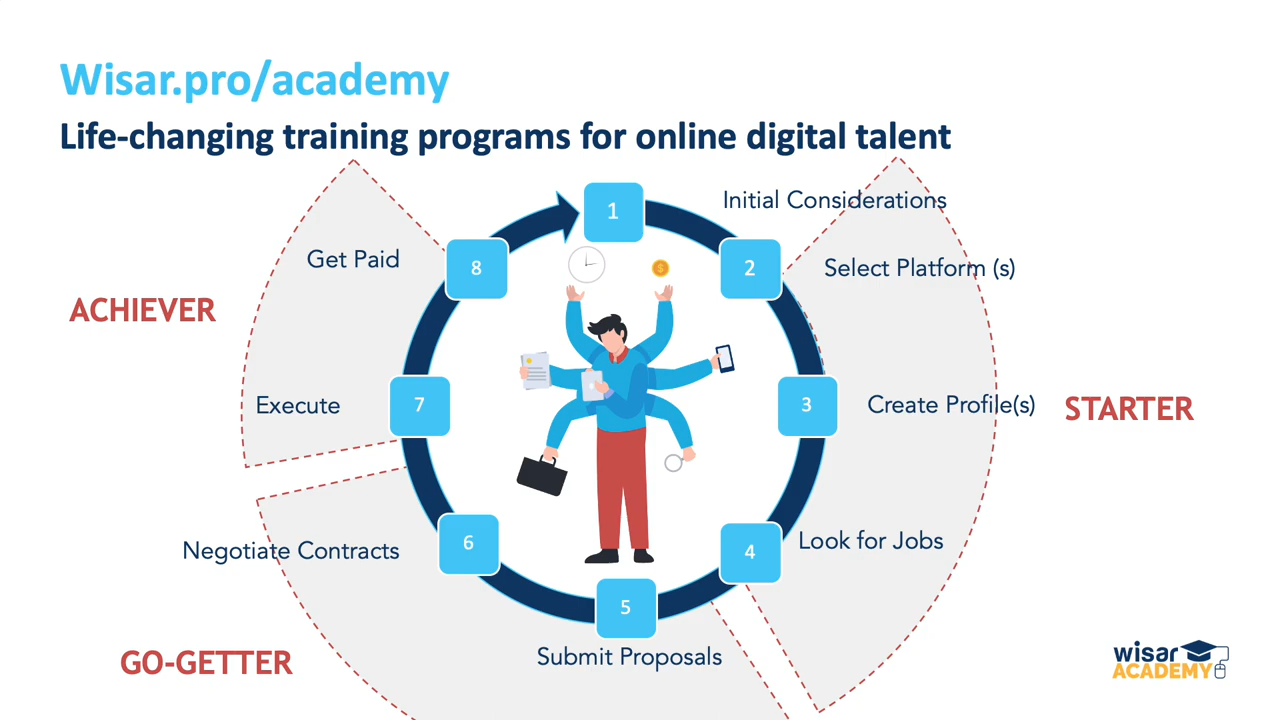 Wisar.pro/academy
Life-changing training programs for online digital talent
1
Initial Considerations
2
Select Platform (s)
3
Create Profile(s)
STARTER
4
Look for Jobs
5
Submit Proposals
6
Negotiate Contracts
GO-GETTER
7
Execute
8
Get Paid
ACHIEVER
$
wisar
ACADEMY